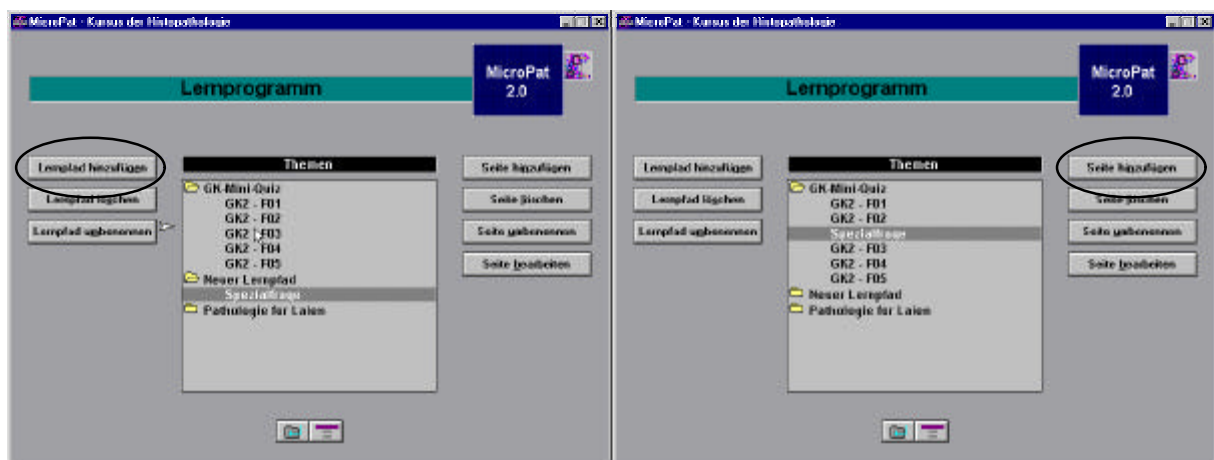 MicroPat - Kursus der Histopathologie
MicroPat
2.0
Lernprogramm
Lernpfad hinzufügen
Lernpfad löschen
Lernpfad umbenennen
Themen
GK-Mini-Quiz
GK2 - F01
GK2 - F02
GK2 - F03
GK2 - F04
GK2 - F05
Neuer Lernpfad
Spezialfrage
Pathologie für Laien
Seite hinzufügen
Seite löschen
Seite umbenennen
Seite bearbeiten
MicroPat - Kursus der Histopathologie
MicroPat
2.0
Lernprogramm
Lernpfad hinzufügen
Lernpfad löschen
Lernpfad umbenennen
Themen
GK-Mini-Quiz
GK2 - F01
GK2 - F02
Spezialfrage
GK2 - F03
GK2 - F04
GK2 - F05
Neuer Lernpfad
Pathologie für Laien
Seite hinzufügen
Seite löschen
Seite umbenennen
Seite bearbeiten